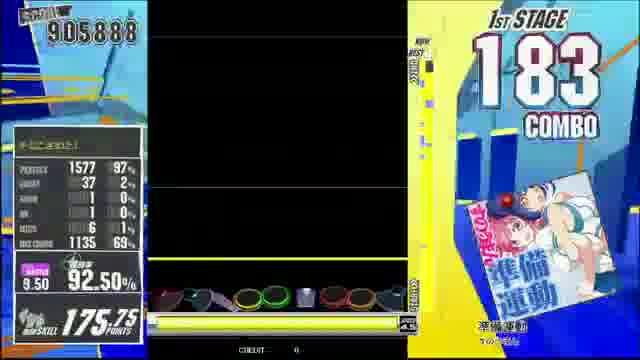 905888
1ST STAGE
183
COMBO
PERFECT 1577 97%
GREAT 37 2%
GOOD 1 0%
OK 1 0%
MISS 6 1%
MAX COMBO 1135 69%
9.50 92.50%
SKILL 175.75 POINTS
準備
運動
準備運動
CREDIT 0